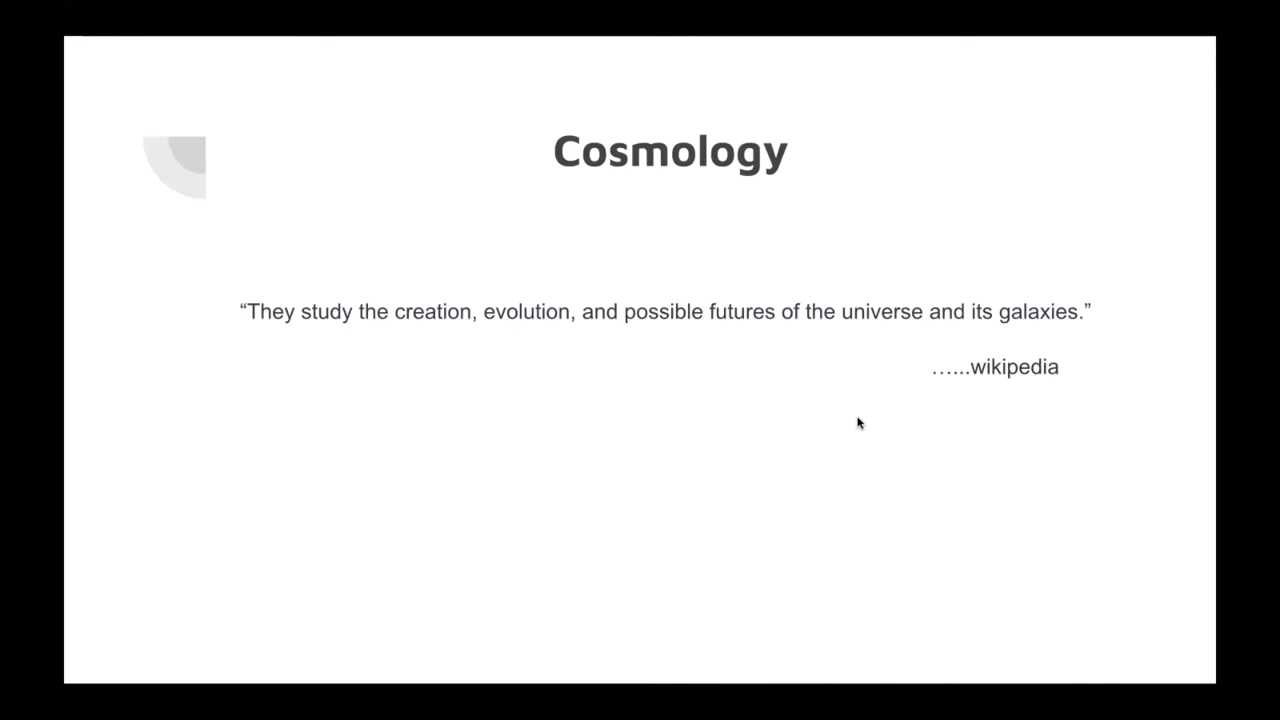 Cosmology
“They study the creation, evolution, and possible futures of the universe and its galaxies.”
…...wikipedia